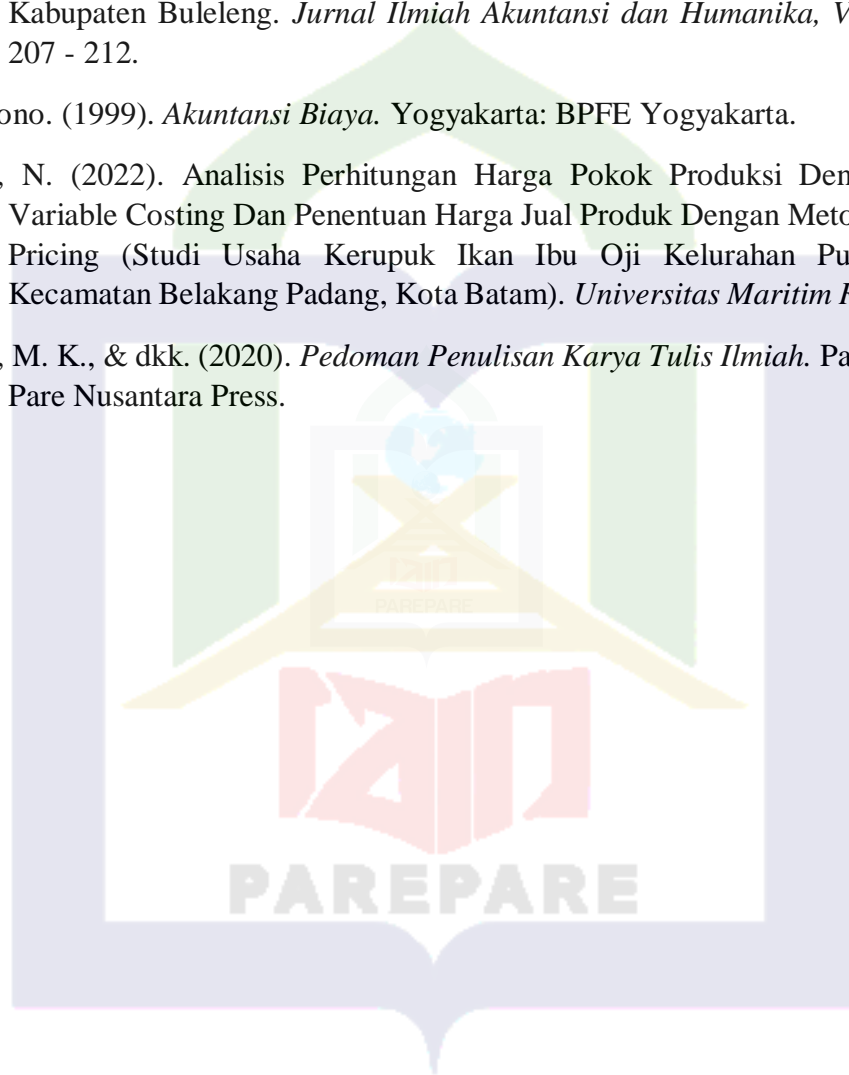 Kabupaten Buleleng. Jurnal Ilmiah Akuntansi dan Humanika, V
207 - 212.
ono. (1999). Akuntansi Biaya. Yogyakarta: BPFE Yogyakarta.
, N. (2022). Analisis Perhitungan Harga Pokok Produksi Den
Variable Costing Dan Penentuan Harga Jual Produk Dengan Meto
Pricing (Studi Usaha Kerupuk Ikan Ibu Oji Kelurahan Pu
Kecamatan Belakang Padang, Kota Batam). Universitas Maritim
, M. K., & dkk. (2020). Pedoman Penulisan Karya Tulis Ilmiah. Pa
Pare Nusantara Press.
iain
PAREPARE
iain
PAREPARE